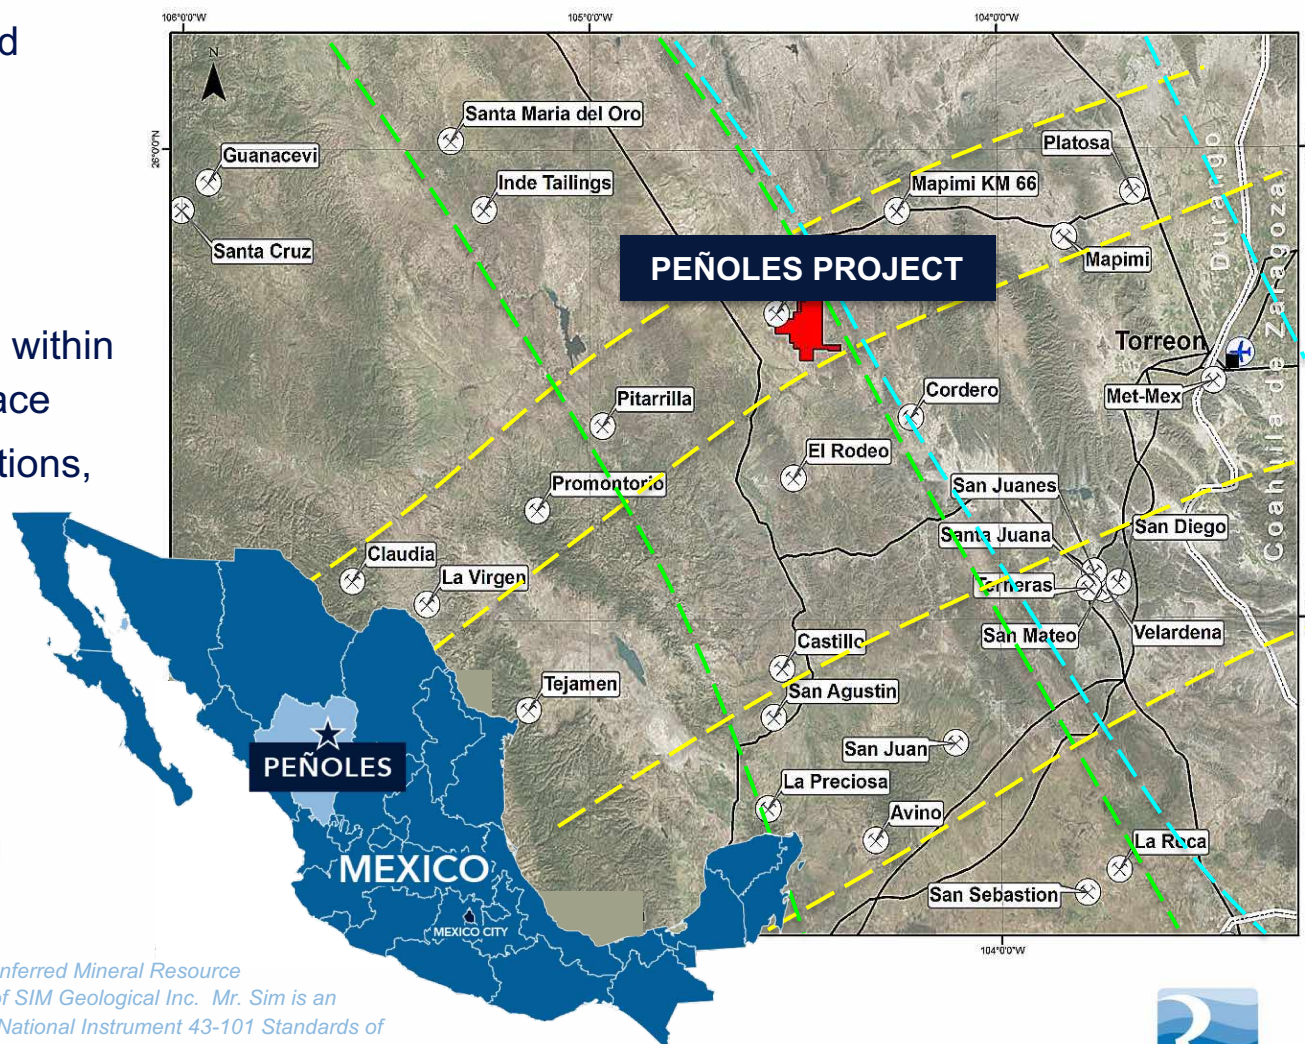 106°0'0"W
105°0'0"W
104°0'0"W
d
N
26°0'0"N
Santa Maria del Oro
Guanacevi
Inde Tailings
Santa Cruz
Platosa
Mapimi KM 66
Mapimi
Durango
Coahuila de Zaragoza
PEÑOLES PROJECT
within
ace
tions,
Torreon
Met-Mex
Pitarrilla
Cordero
El Rodeo
Promontorio
San Juanes
San Diego
Santa Juana
Claudia
La Virgen
Torneras
San Mateo
Velardena
Castillo
San Agustin
Tejamen
San Juan
La Preciosa
Avino
La Roca
San Sebastion
PEÑOLES
MEXICO
MEXICO CITY
104°0'0"W
nferred Mineral Resource
of SIM Geological Inc. Mr. Sim is an
National Instrument 43-101 Standards of